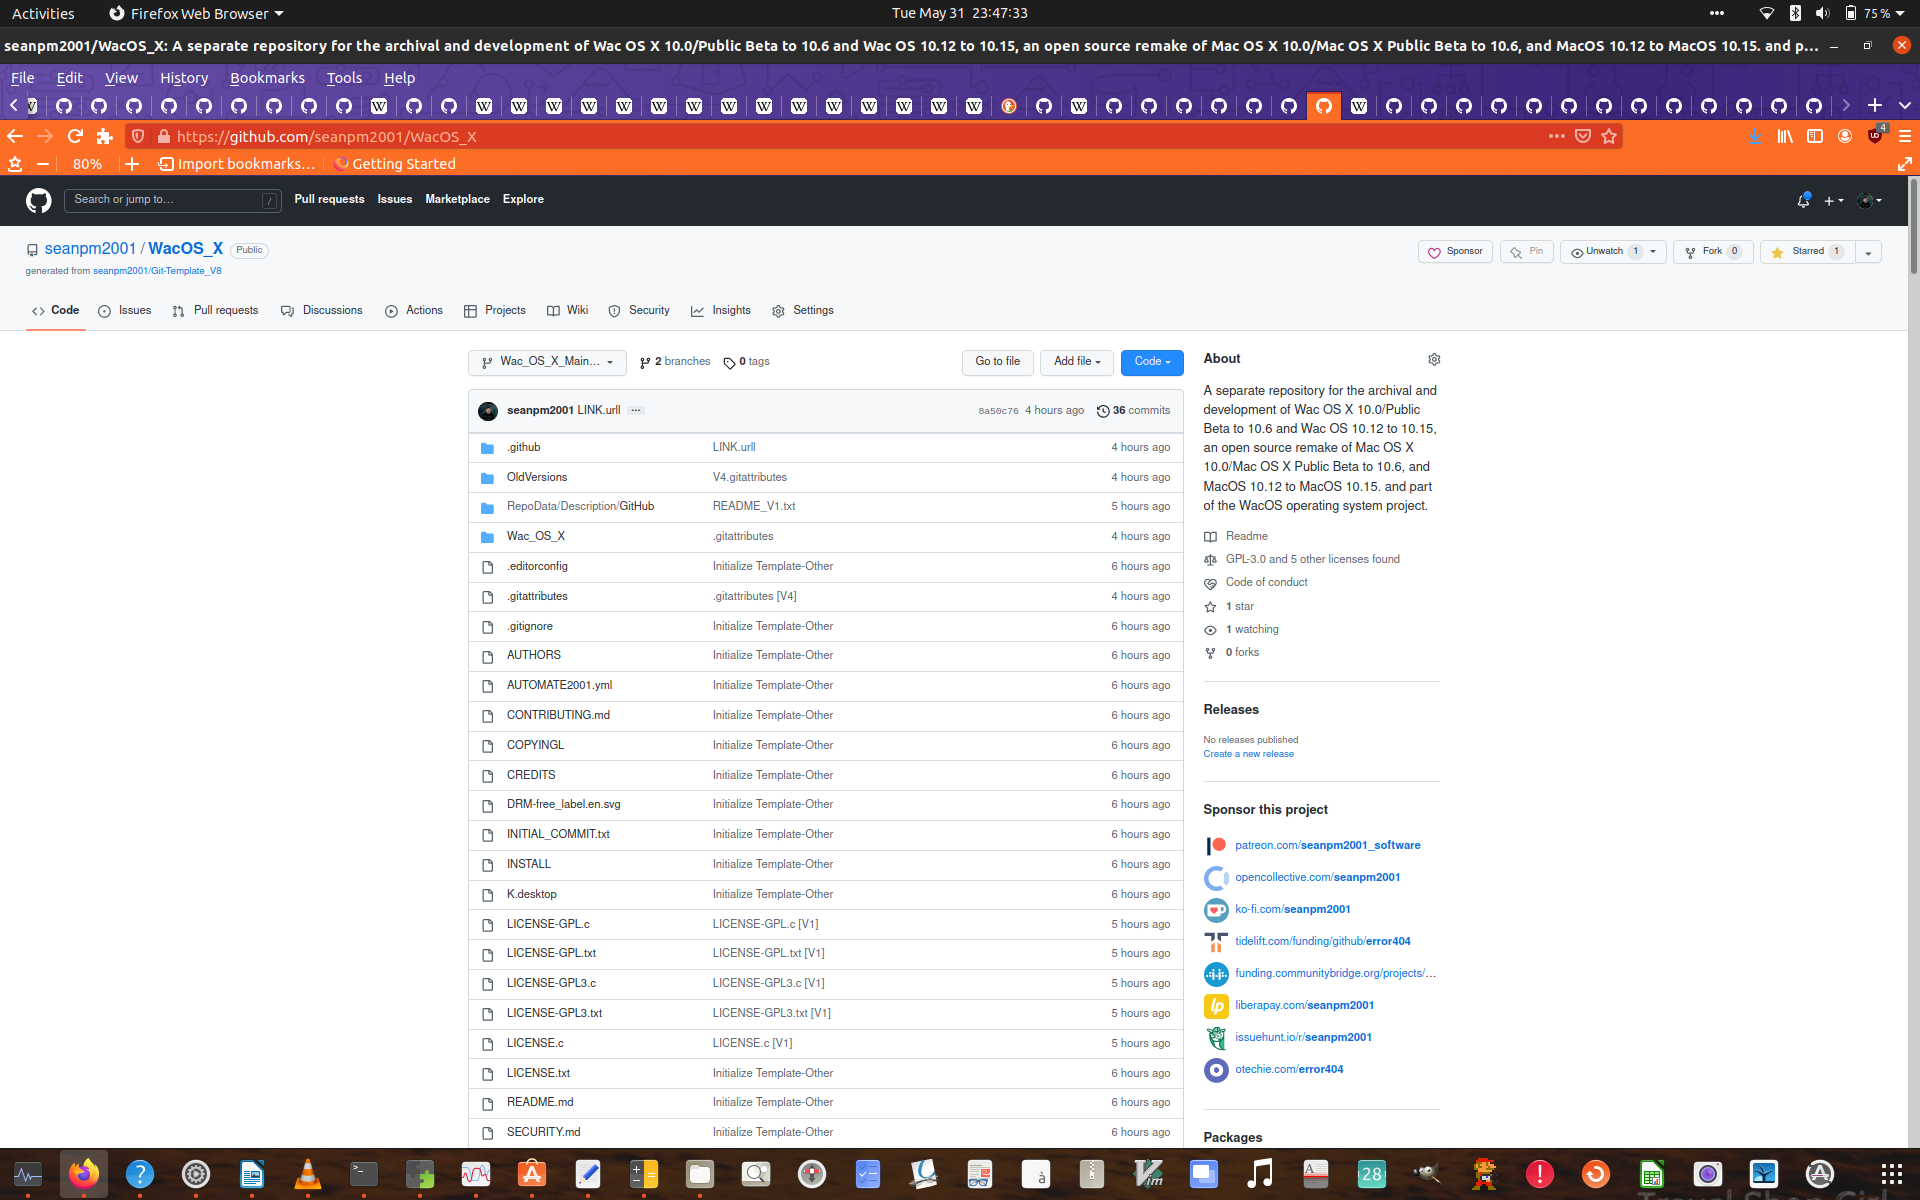 Activities
Firefox Web Browser
Tue May 31 23:47:33
75 %
seanpm2001/WacOS_X: A separate repository for the archival and development of Wac OS X 10.0/Public Beta to 10.6 and Wac OS 10.12 to 10.15, an open source remake of Mac OS X 10.0/Mac OS X Public Beta to 10.6, and MacOS 10.12 to MacOS 10.15. and p…
File Edit View History Bookmarks Tools Help
https://github.com/seanpm2001/WacOS_X
4
80%
Import bookmarks…
Getting Started
Search or jump to…
/
Pull requests Issues Marketplace Explore
seanpm2001 / WacOS_X Public
generated from seanpm2001/Git-Template_V8
Sponsor
Pin
Unwatch 1
Fork 0
Starred 1
Code
Issues
Pull requests
Discussions
Actions
Projects
Wiki
Security
Insights
Settings
Wac_OS_X_Main…
2 branches
0 tags
Go to file
Add file
Code
seanpm2001 LINK.urll
8a50c76 4 hours ago
36 commits
.github LINK.urll 4 hours ago
OldVersions V4.gitattributes 4 hours ago
RepoData/Description/GitHub README_V1.txt 5 hours ago
Wac_OS_X .gitattributes 4 hours ago
.editorconfig Initialize Template-Other 6 hours ago
.gitattributes .gitattributes [V4] 4 hours ago
.gitignore Initialize Template-Other 6 hours ago
AUTHORS Initialize Template-Other 6 hours ago
AUTOMATE2001.yml Initialize Template-Other 6 hours ago
CONTRIBUTING.md Initialize Template-Other 6 hours ago
COPYINGL Initialize Template-Other 6 hours ago
CREDITS Initialize Template-Other 6 hours ago
DRM-free_label.en.svg Initialize Template-Other 6 hours ago
INITIAL_COMMIT.txt Initialize Template-Other 6 hours ago
INSTALL Initialize Template-Other 6 hours ago
K.desktop Initialize Template-Other 6 hours ago
LICENSE-GPL.c LICENSE-GPL.c [V1] 5 hours ago
LICENSE-GPL.txt LICENSE-GPL.txt [V1] 5 hours ago
LICENSE-GPL3.c LICENSE-GPL3.c [V1] 5 hours ago
LICENSE-GPL3.txt LICENSE-GPL3.txt [V1] 5 hours ago
LICENSE.c LICENSE.c [V1] 5 hours ago
LICENSE.txt Initialize Template-Other 6 hours ago
README.md Initialize Template-Other 6 hours ago
SECURITY.md Initialize Template-Other 6 hours ago
About
A separate repository for the archival and
development of Wac OS X 10.0/Public
Beta to 10.6 and Wac OS 10.12 to 10.15,
an open source remake of Mac OS X
10.0/Mac OS X Public Beta to 10.6, and
MacOS 10.12 to MacOS 10.15. and part
of the WacOS operating system project.
Readme
GPL-3.0 and 5 other licenses found
Code of conduct
1 star
1 watching
0 forks
Releases
No releases published
Create a new release
Sponsor this project
patreon.com/seanpm2001_software
opencollective.com/seanpm2001
ko-fi.com/seanpm2001
tidelift.com/funding/github/error404
funding.communitybridge.org/projects/…
liberapay.com/seanpm2001
issuehunt.io/r/seanpm2001
otechie.com/error404
Packages
28